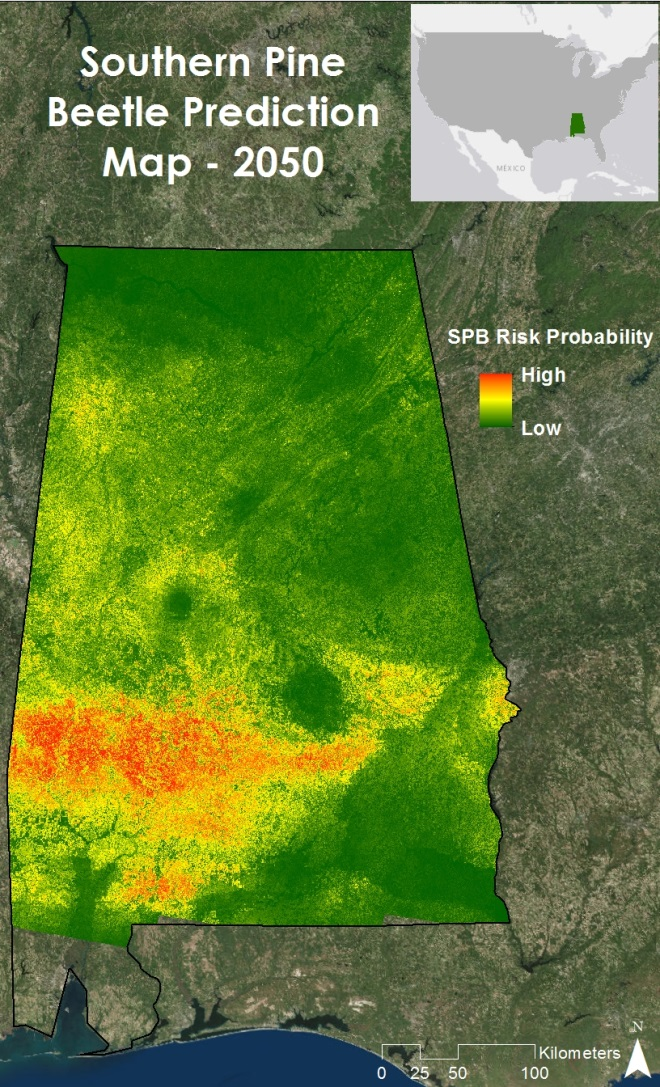 Southern Pine
Beetle Prediction
Map - 2050
MÉXICO
SPB Risk Probability
High
Low
N
Kilometers
0 25 50 100